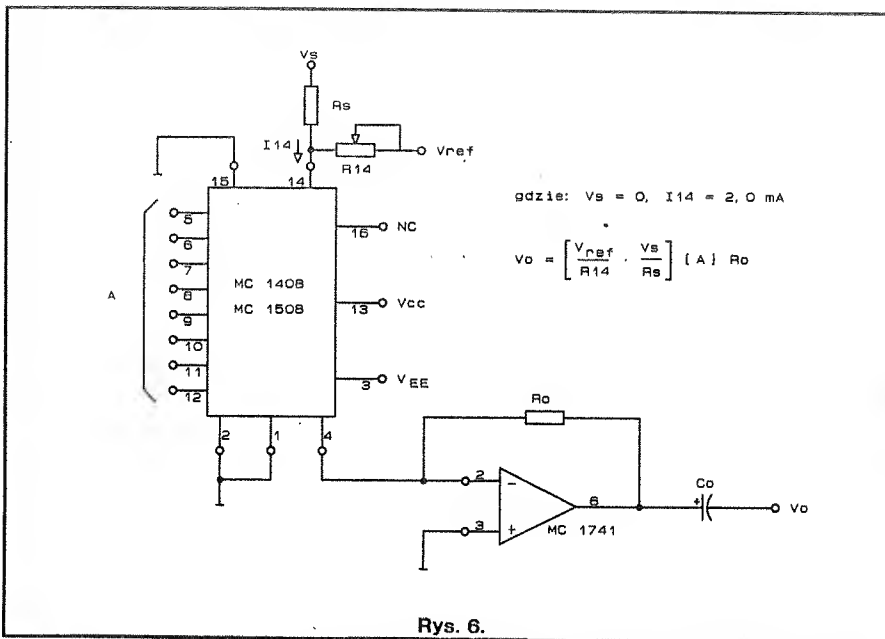 Vs
Rs
I14
Vref
R14
15
14
gdzie: Vs = 0, I14 = 2,0 mA
5
16
NC
6
Vo = [Vref/R14 · Vs/Rs] {A} Ro
7
A
8
MC 1408
MC 1508
13
Vcc
9
10
11
3
VEE
12
Ro
2
1
4
2
−
Co
6
+
Vo
3
+
MC 1741
Rys. 6.